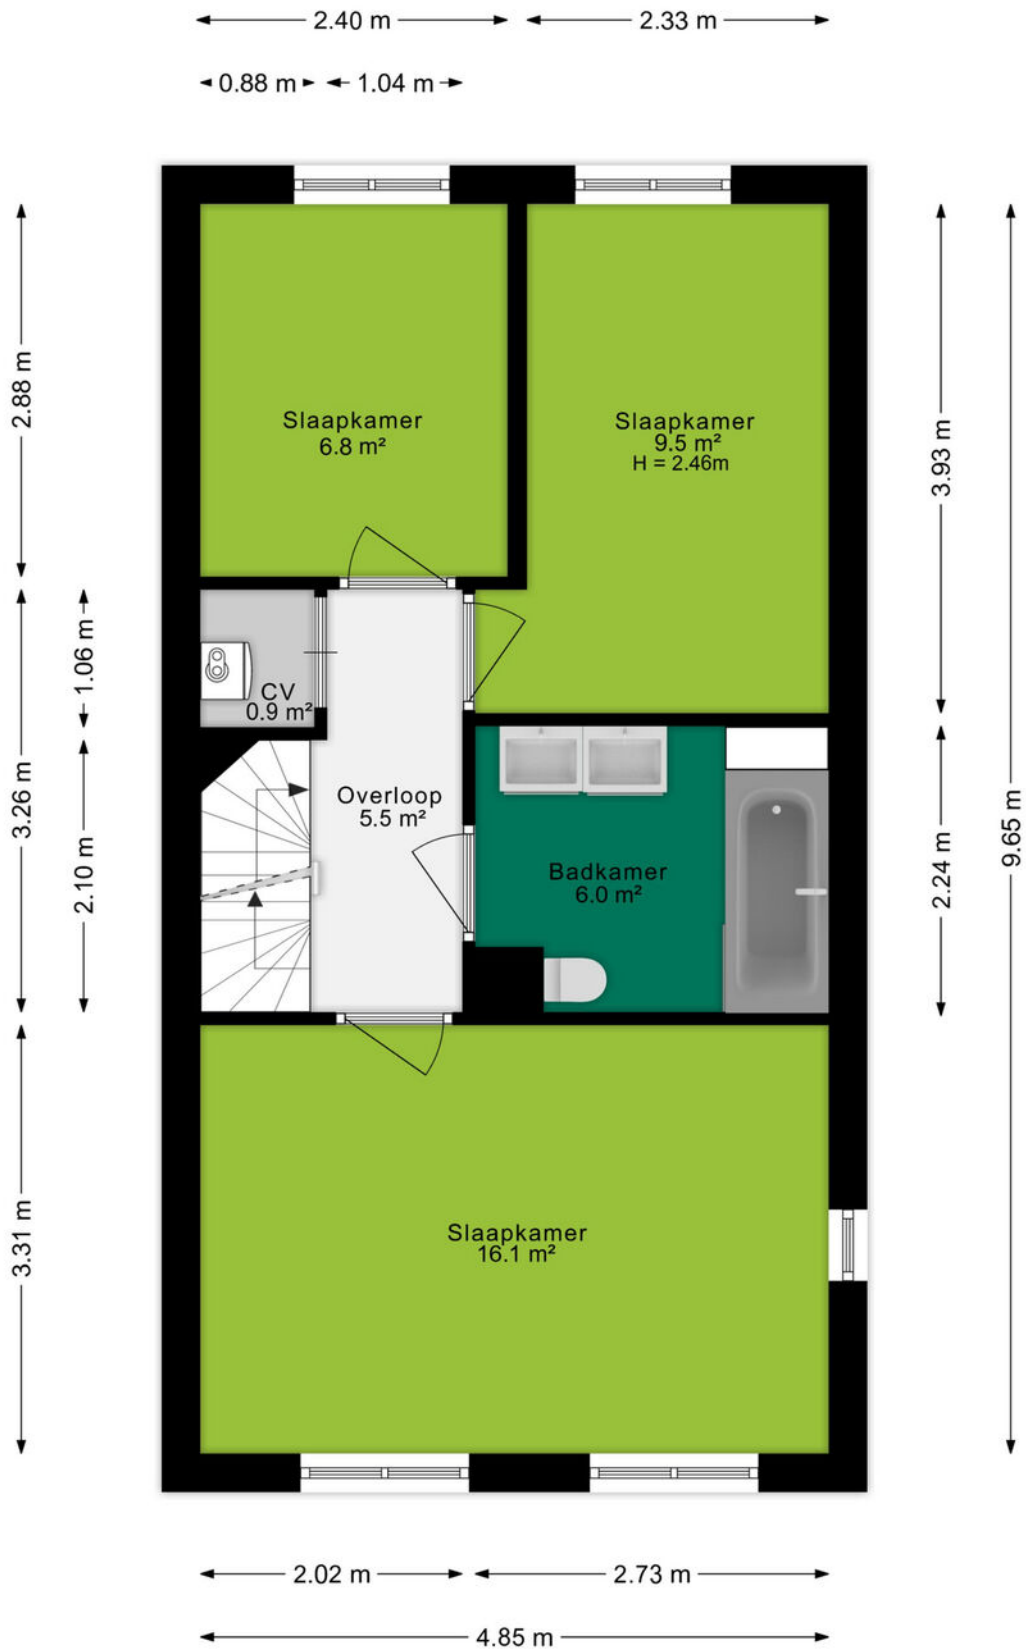 2.40 m
2.33 m
0.88 m
1.04 m
Slaapkamer
6.8 m²
Slaapkamer
9.5 m²
H = 2.46m
2.88 m
3.93 m
1.06 m
CV
0.9 m²
Overloop
5.5 m²
3.26 m
2.10 m
Badkamer
6.0 m²
2.24 m
9.65 m
Slaapkamer
16.1 m²
3.31 m
2.02 m
2.73 m
4.85 m